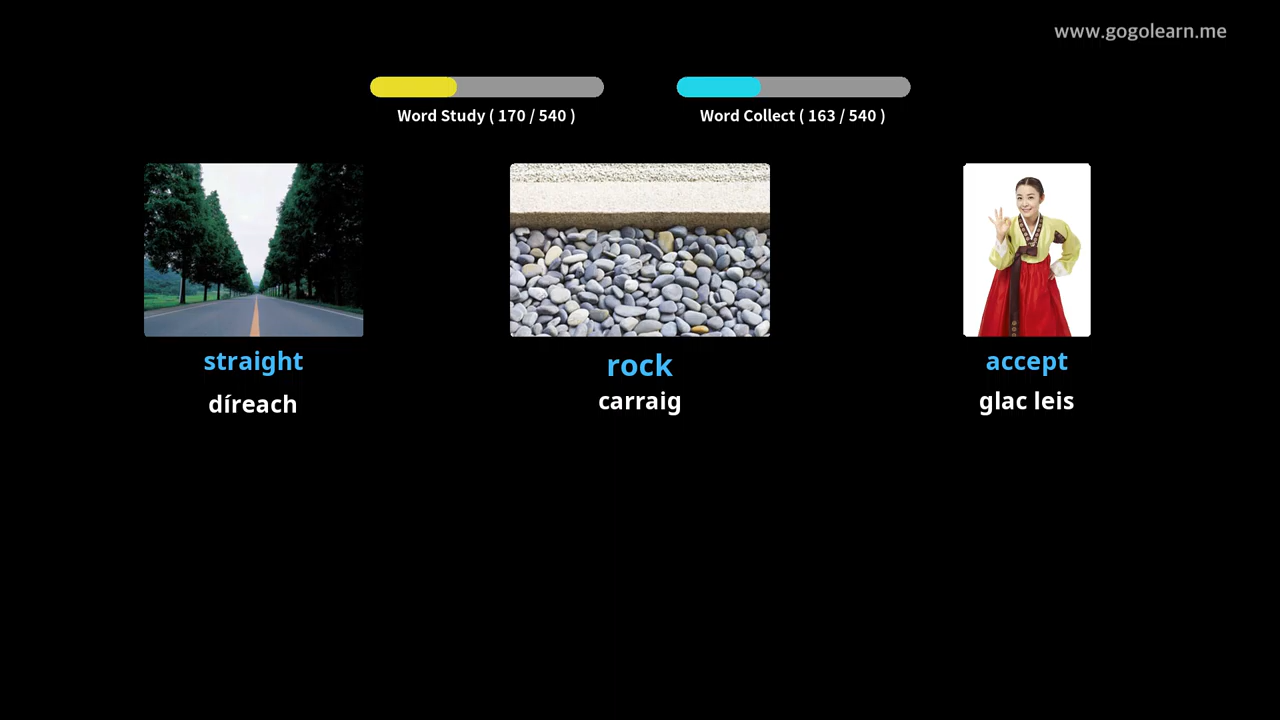 www.gogolearn.me
Word Study ( 170 / 540 )
Word Collect ( 163 / 540 )
straight
rock
accept
díreach
carraig
glac leis